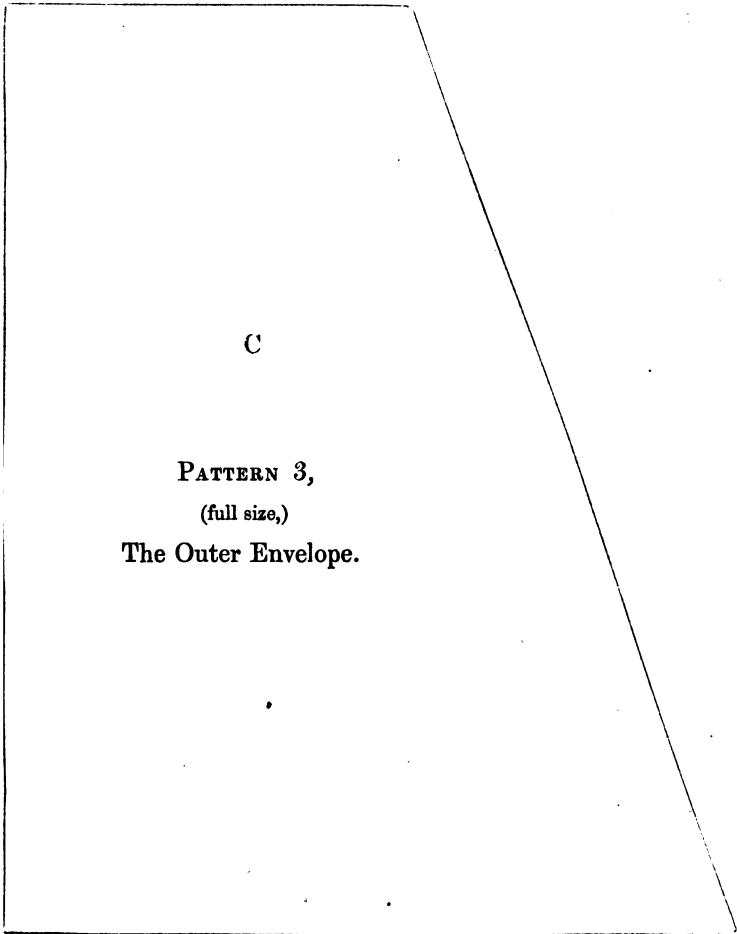 C
PATTERN 3,
(full size,)
The Outer Envelope.